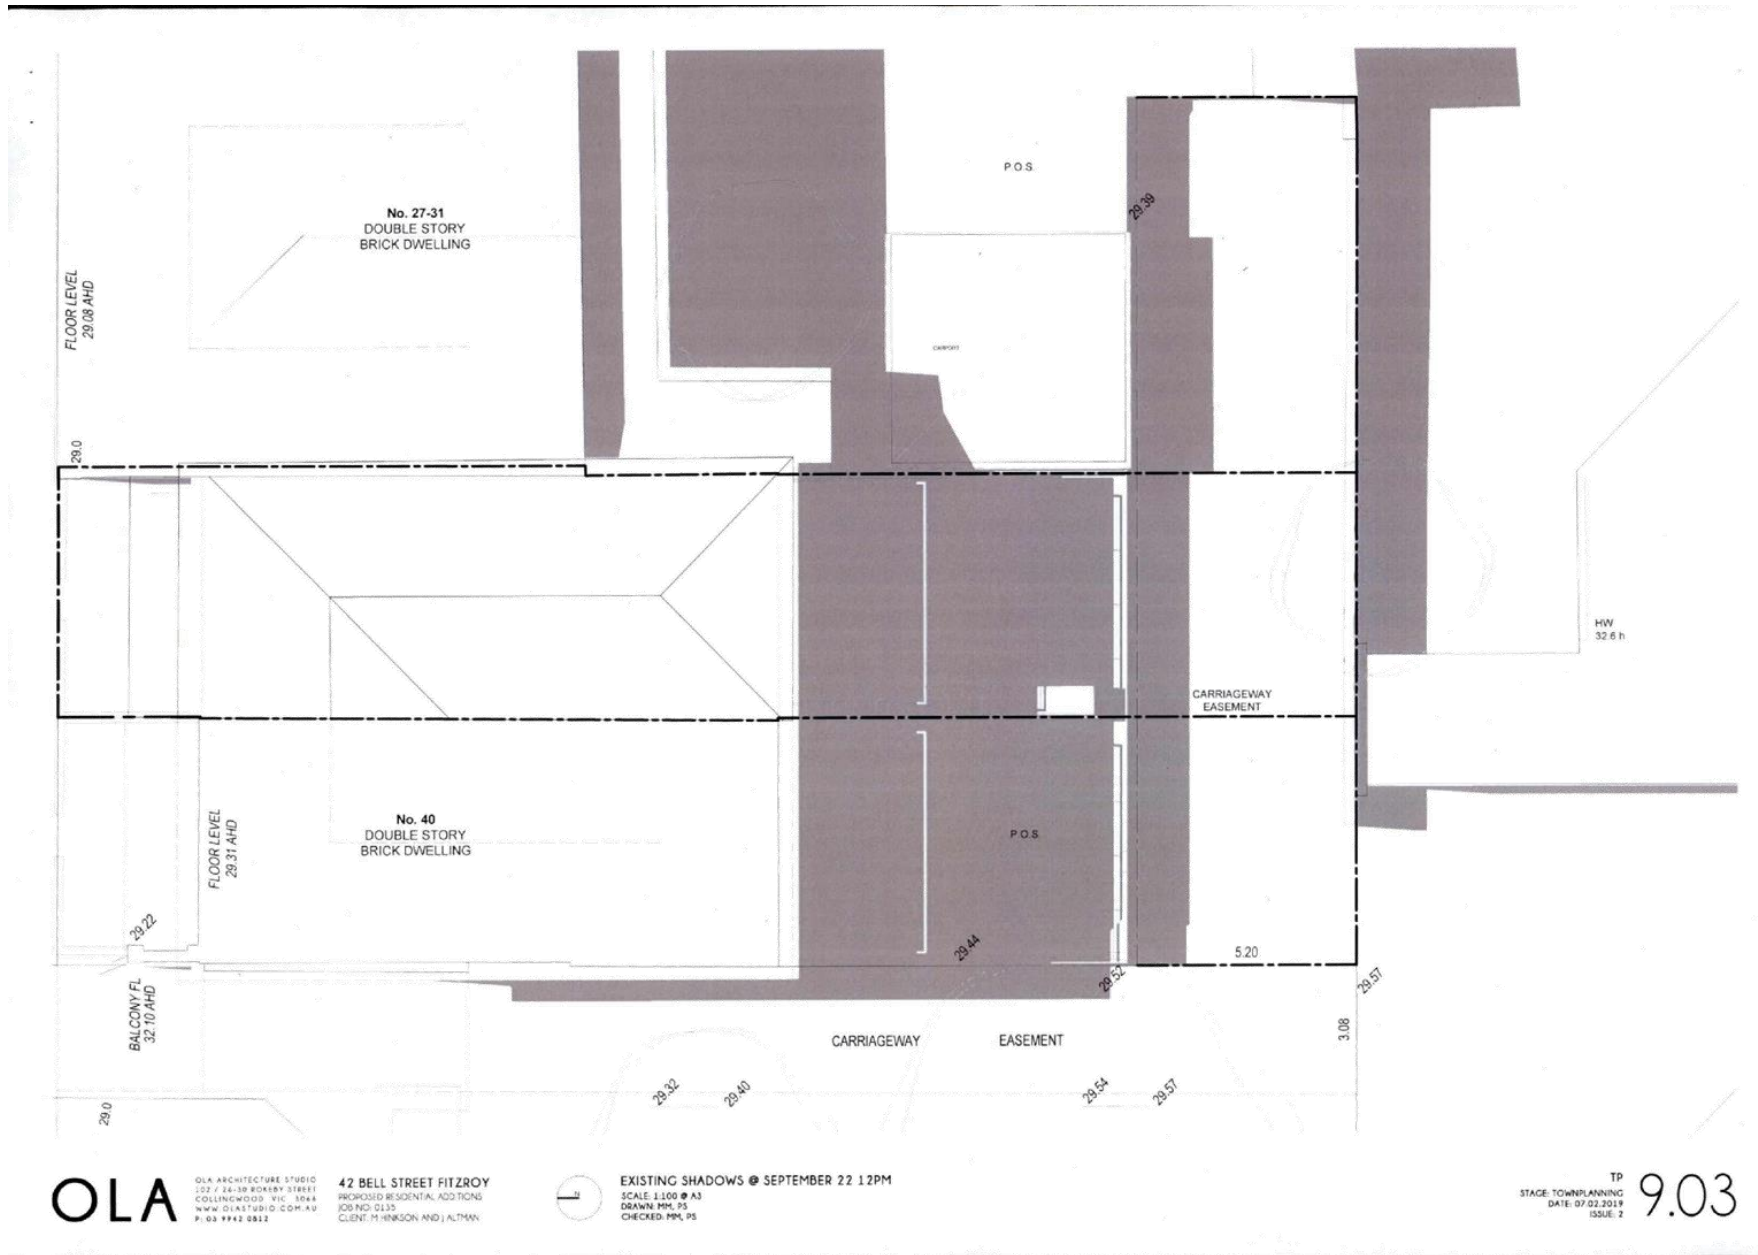 P.O.S.
29.39
No. 27-31
DOUBLE STORY
BRICK DWELLING
FLOOR LEVEL
29.08 AHD
CARPORT
29.0
HW
32.6 h
CARRIAGEWAY
EASEMENT
No. 40
DOUBLE STORY
BRICK DWELLING
FLOOR LEVEL
29.31 AHD
P.O.S.
29.22
29.44
5.20
29.52
29.57
BALCONY FL
32.10 AHD
CARRIAGEWAY EASEMENT
3.08
29.32
29.40
29.54
29.57
29.0
OLA
OLA ARCHITECTURE STUDIO
102 / 26-30 ROKEBY STREET
COLLINGWOOD VIC 3066
WWW.OLASTUDIO.COM.AU
P: 03 9942 0812
42 BELL STREET FITZROY
PROPOSED RESIDENTIAL ADDITIONS
JOB NO: 0135
CLIENT: M HINKSON AND J ALTMAN
N
EXISTING SHADOWS @ SEPTEMBER 22 12PM
SCALE: 1:100 @ A3
DRAWN: MM, PS
CHECKED: MM, PS
TP
STAGE: TOWNPLANNING
DATE: 07.02.2019
ISSUE: 2
9.03